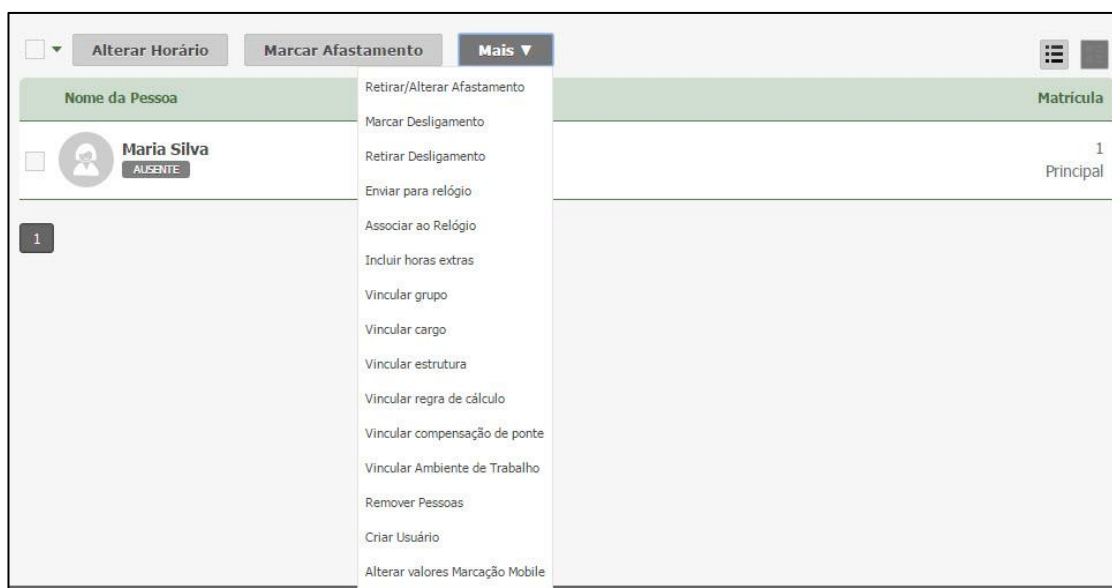 Alterar Horário Marcar Afastamento Mais ▼
Nome da Pessoa Matrícula
Maria Silva 1
AUSENTE Principal
1
Retirar/Alterar Afastamento
Marcar Desligamento
Retirar Desligamento
Enviar para relógio
Associar ao Relógio
Incluir horas extras
Vincular grupo
Vincular cargo
Vincular estrutura
Vincular regra de cálculo
Vincular compensação de ponte
Vincular Ambiente de Trabalho
Remover Pessoas
Criar Usuário
Alterar valores Marcação Mobile